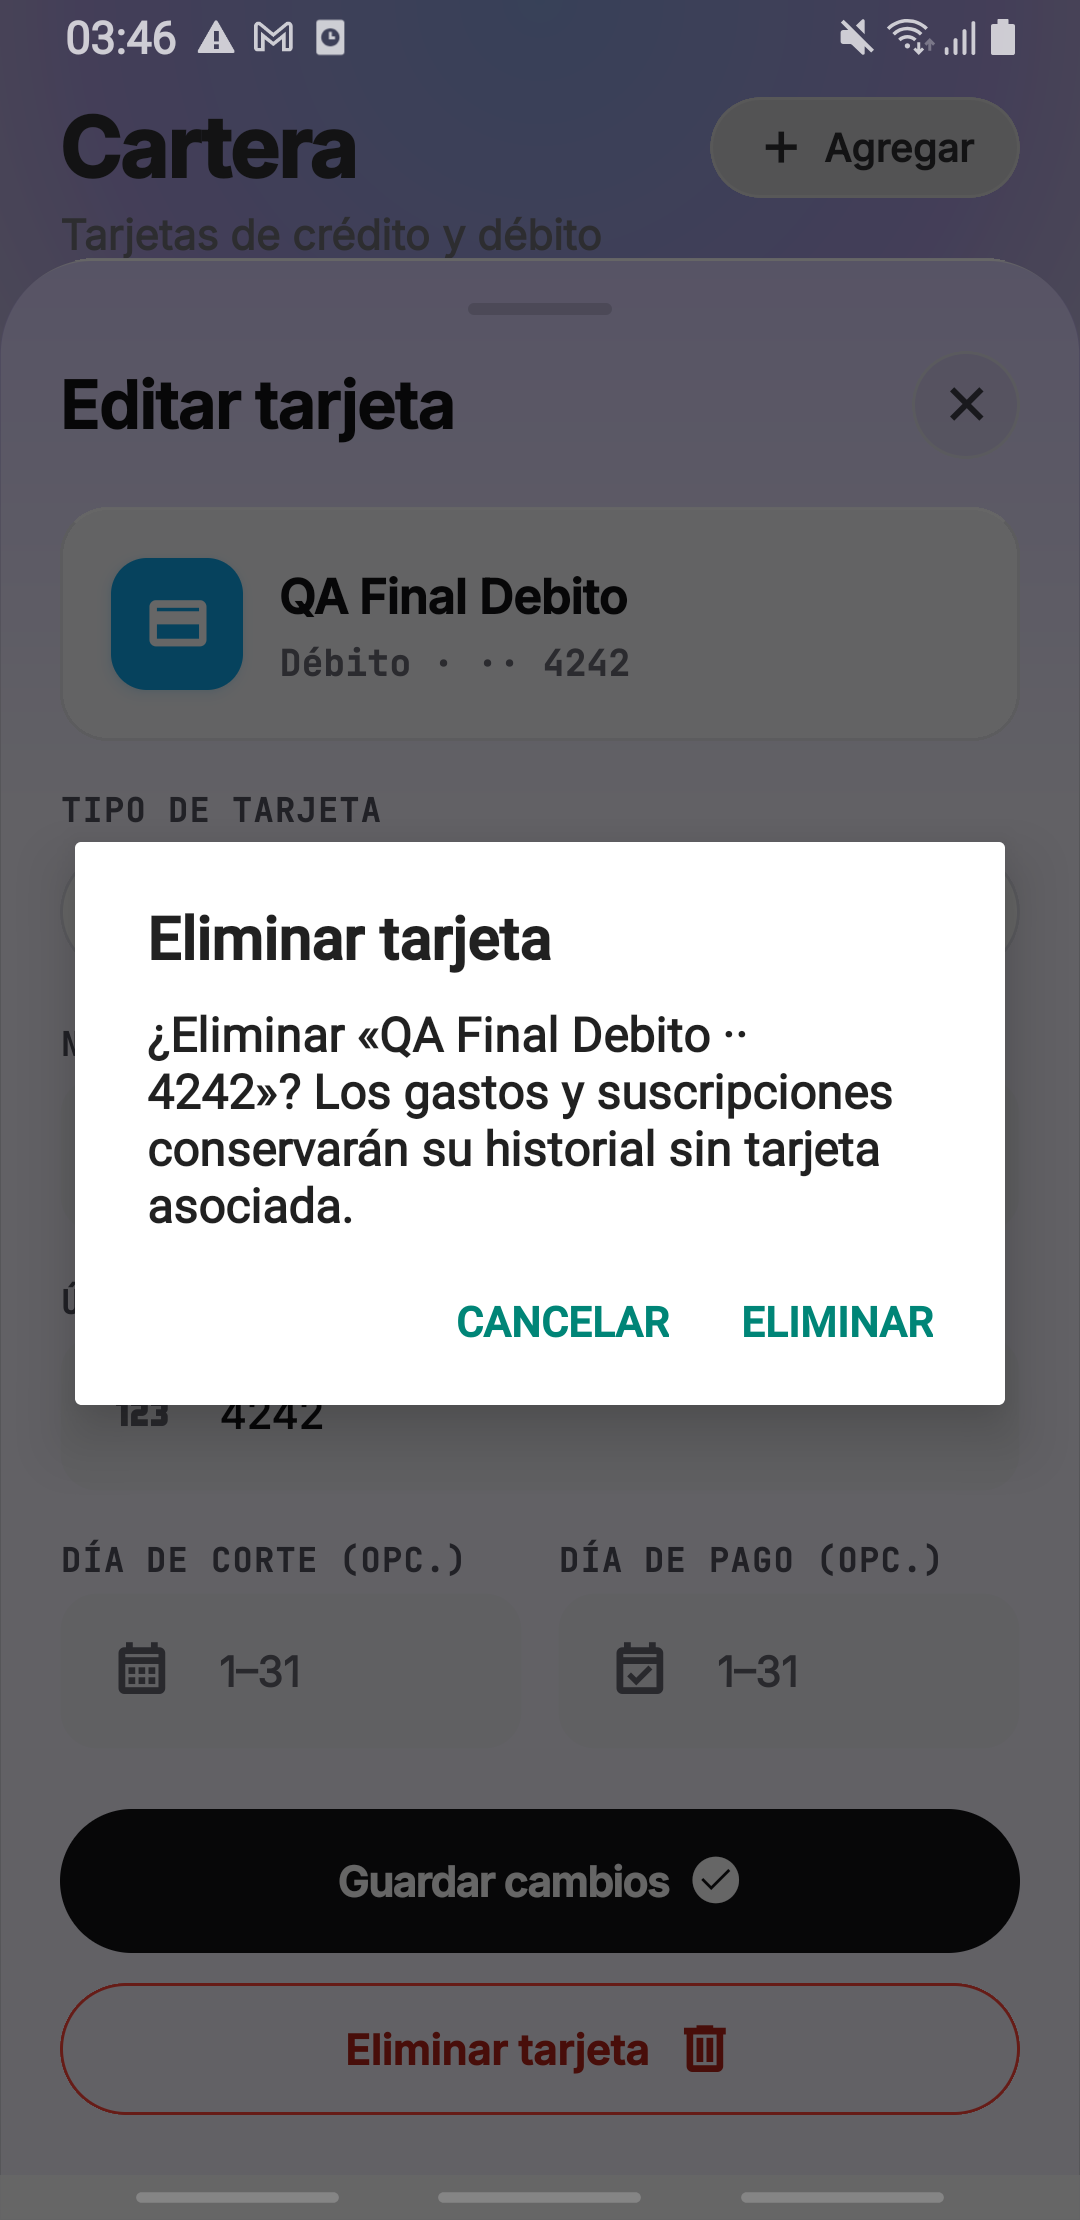 03:46
Cartera
+ Agregar
Tarjetas de crédito y débito
Editar tarjeta
QA Final Debito
Débito · ·· 4242
TIPO DE TARJETA
Eliminar tarjeta
¿Eliminar «QA Final Debito ··
4242»? Los gastos y suscripciones
conservarán su historial sin tarjeta
asociada.
CANCELAR ELIMINAR
123 4242
DÍA DE CORTE (OPC.) DÍA DE PAGO (OPC.)
1–31 1–31
Guardar cambios
Eliminar tarjeta